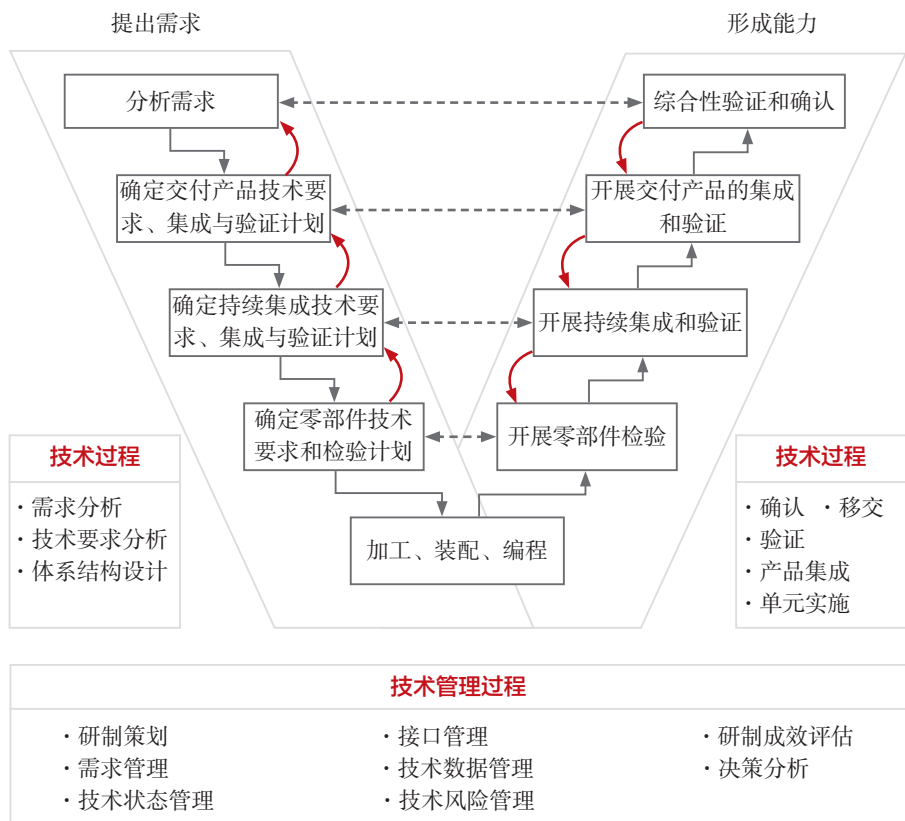 提出需求
形成能力
分析需求
综合性验证和确认
确定交付产品技术要
求、集成与验证计划
开展交付产品的集成
和验证
确定持续集成技术要
求、集成与验证计划
开展持续集成和验证
确定零部件技术
要求和检验计划
开展零部件检验
加工、装配、编程
技术过程
·需求分析
·技术要求分析
·体系结构设计
技术过程
·确认 ·移交
·验证
·产品集成
·单元实施
技术管理过程
·研制策划
·需求管理
·技术状态管理
·接口管理
·技术数据管理
·技术风险管理
·研制成效评估
·决策分析